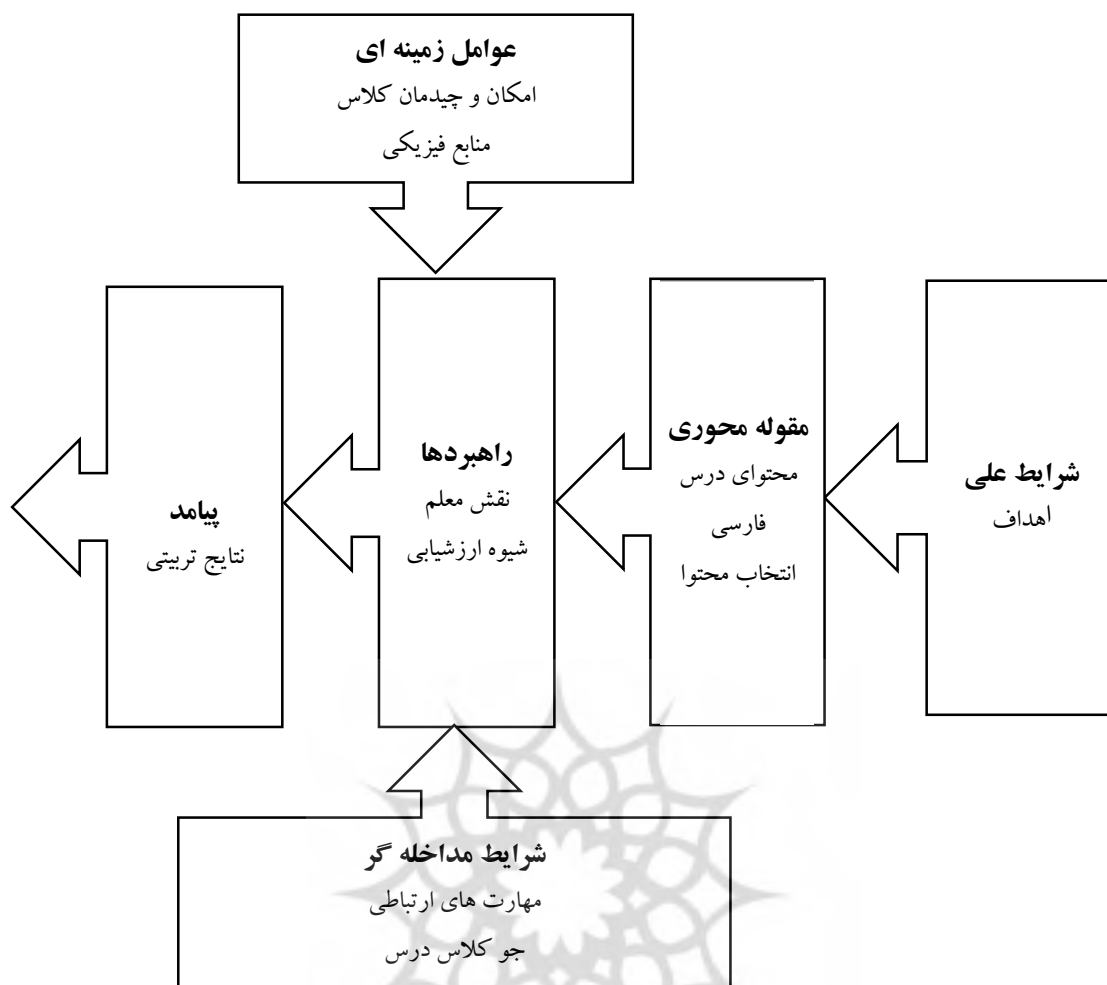 عوامل زمینه ای
امکان و چیدمان کلاس
منابع فیزیکی
شرایط علی
اهداف
مقوله محوری
محتوای درس
فارسی
انتخاب محتوا
راهبردها
نقش معلم
شیوه ارزشیابی
پیامد
نتایج تربیتی
شرایط مداخله گر
مهارت های ارتباطی
جو کلاس درس